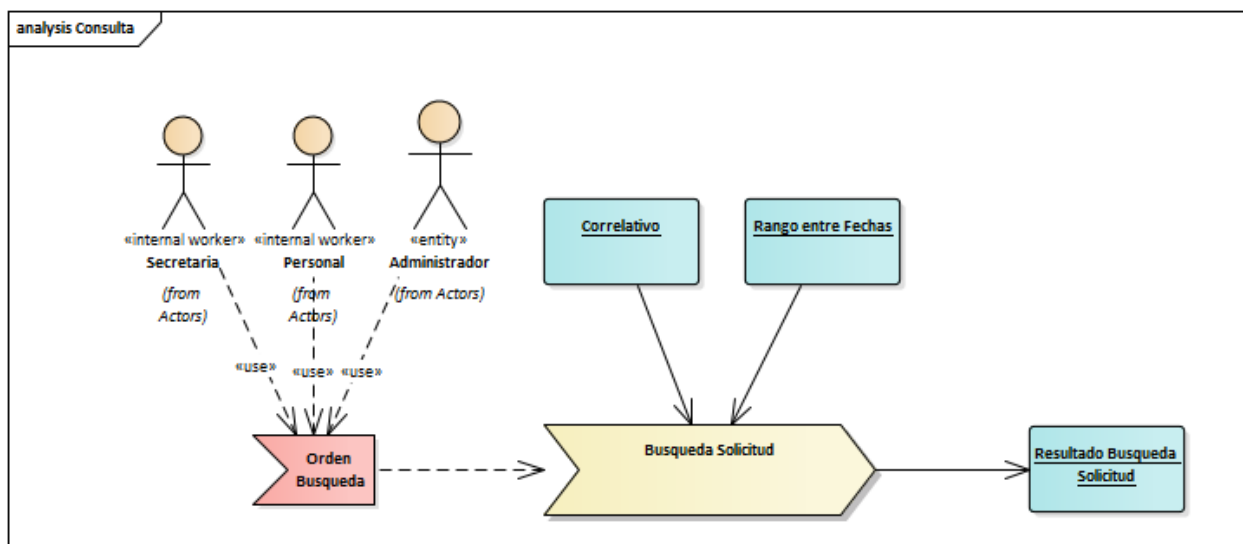 analysis Consulta
«internal worker»
Secretaria
(from
Actors)
«internal worker»
Personal
(from
Actors)
«entity»
Administrador
(from Actors)
Correlativo
Rango entre Fechas
«use»
«use»
«use»
Orden
Busqueda
Busqueda Solicitud
Resultado Busqueda
Solicitud